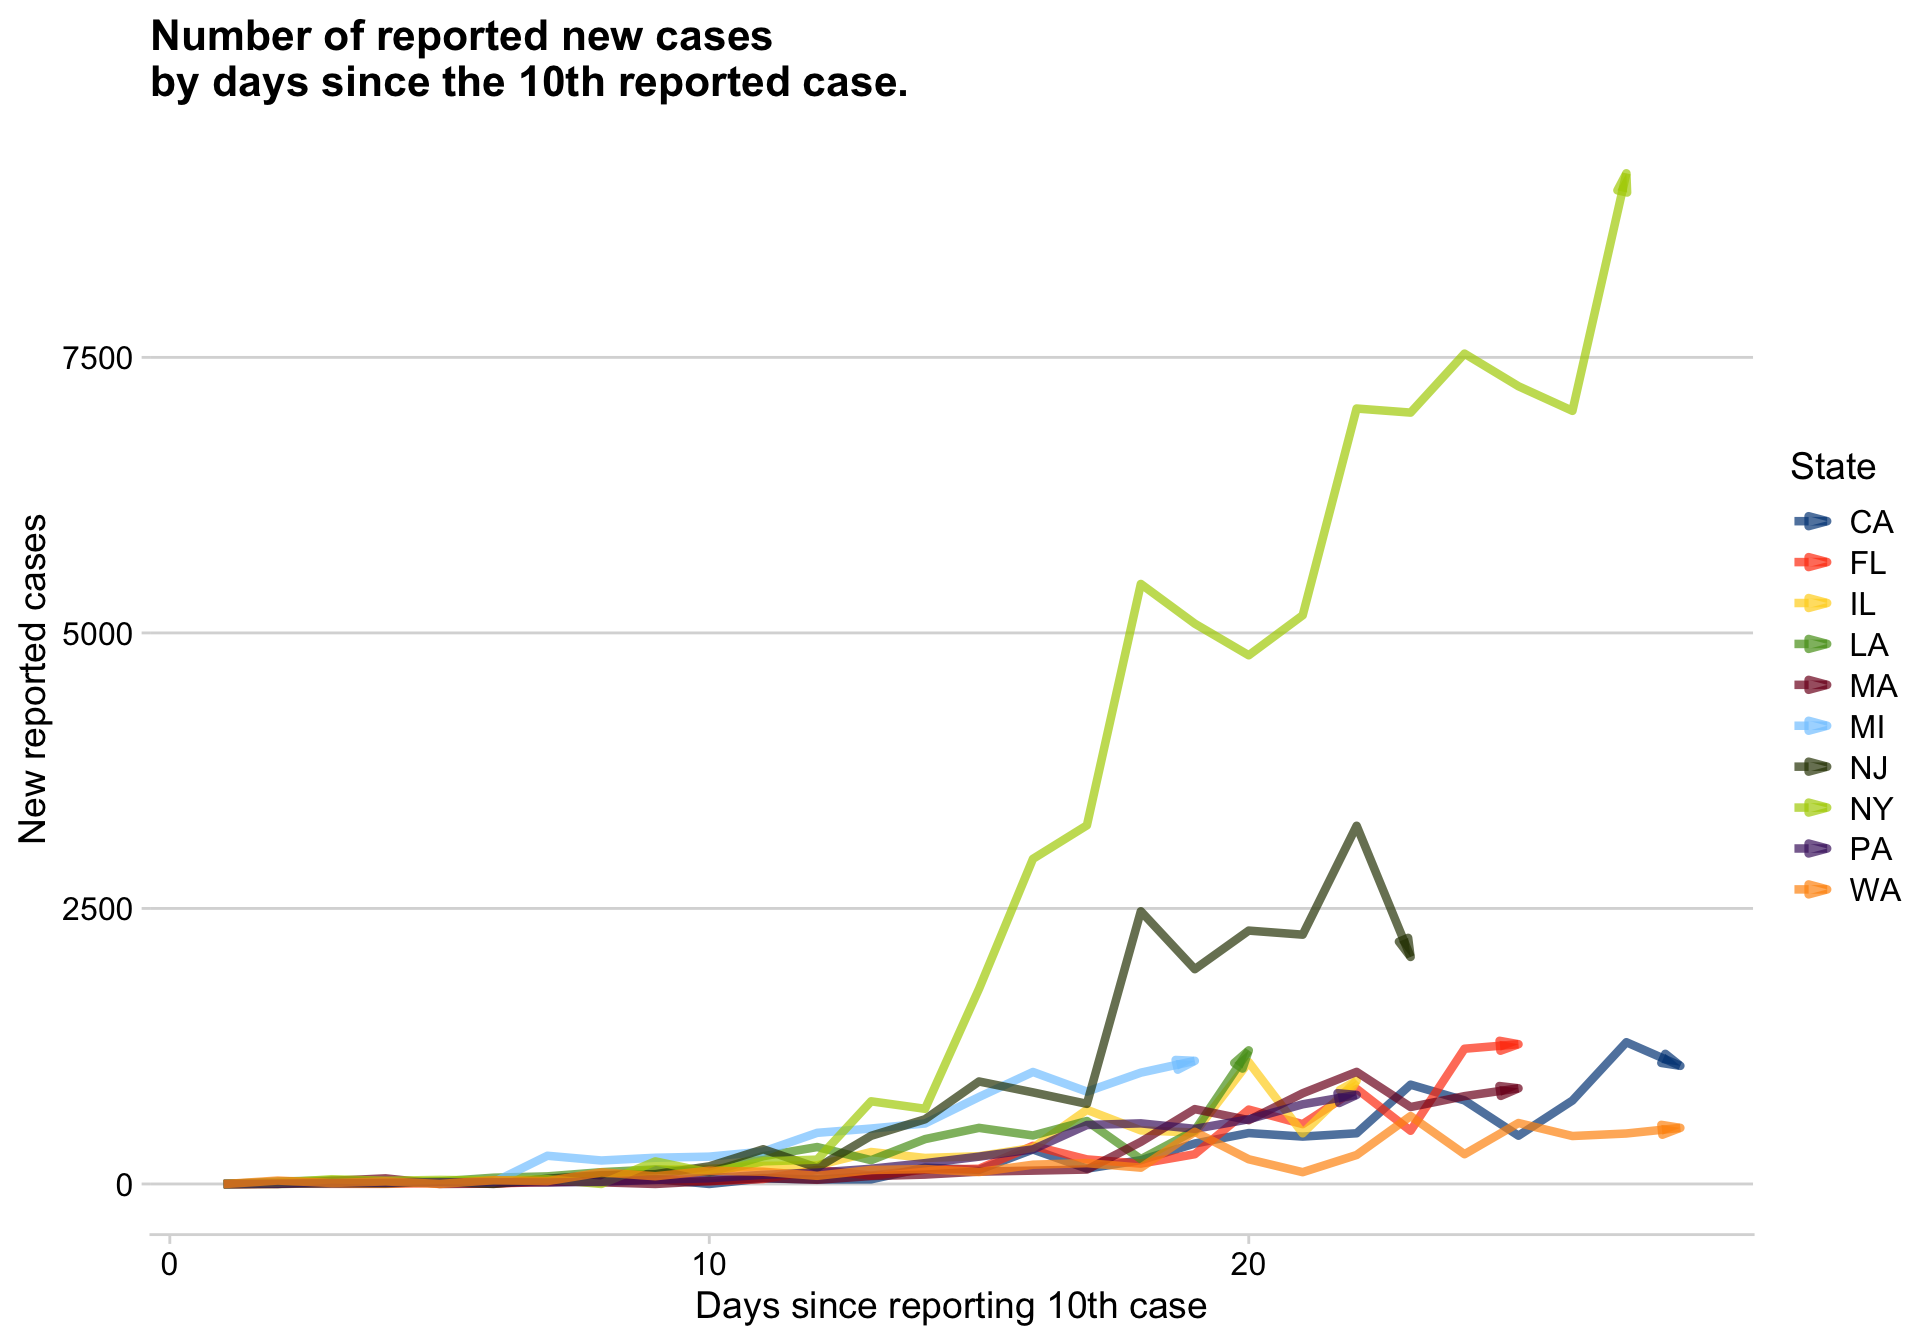 Number of reported new cases
by days since the 10th reported case.
New reported cases
7500
5000
2500
0
0 10 20
Days since reporting 10th case
State
CA
FL
IL
LA
MA
MI
NJ
NY
PA
WA